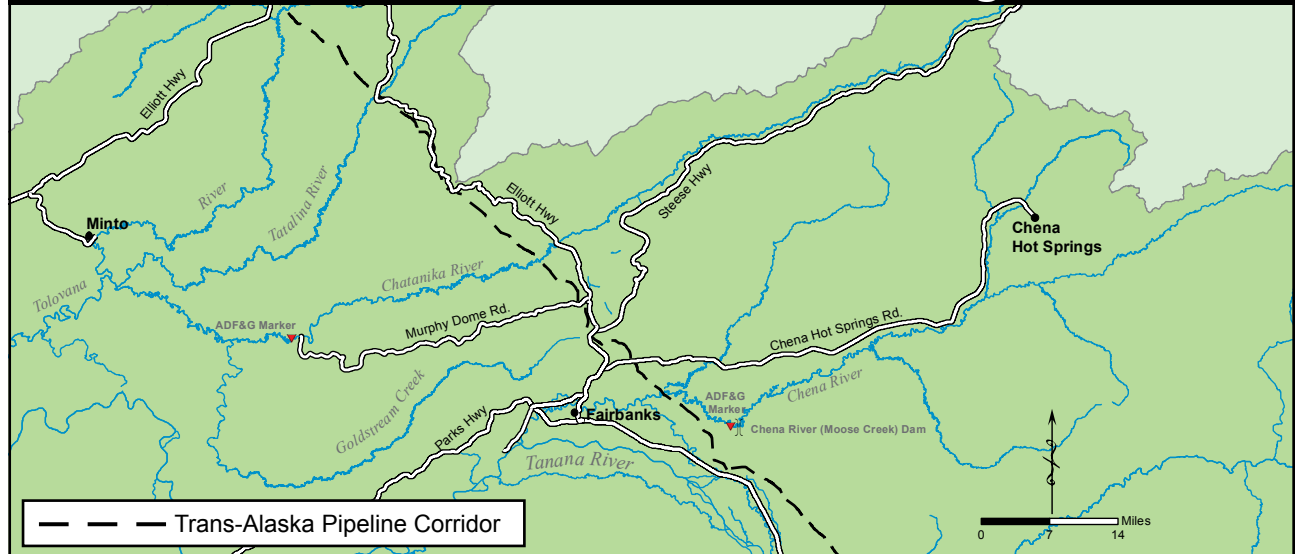 Elliott Hwy
River
Tatalina River
Minto
Tolovana
Elliott Hwy
Steese Hwy
Chatanika River
Chena
Hot Springs
ADF&G Marker
Murphy Dome Rd.
Chena Hot Springs Rd.
Goldstream Creek
Chena River
ADF&G
Marker
Parks Hwy
Fairbanks
Chena River (Moose Creek) Dam
Tanana River
Trans-Alaska Pipeline Corridor
Miles
0 7 14